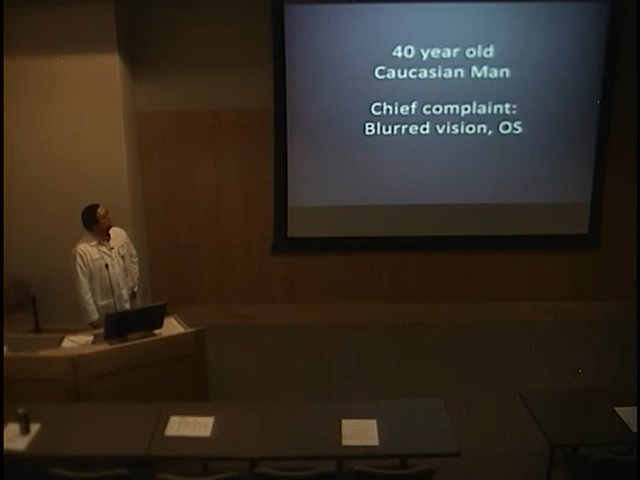 40 year old
Caucasian Man
Chief complaint:
Blurred vision, OS